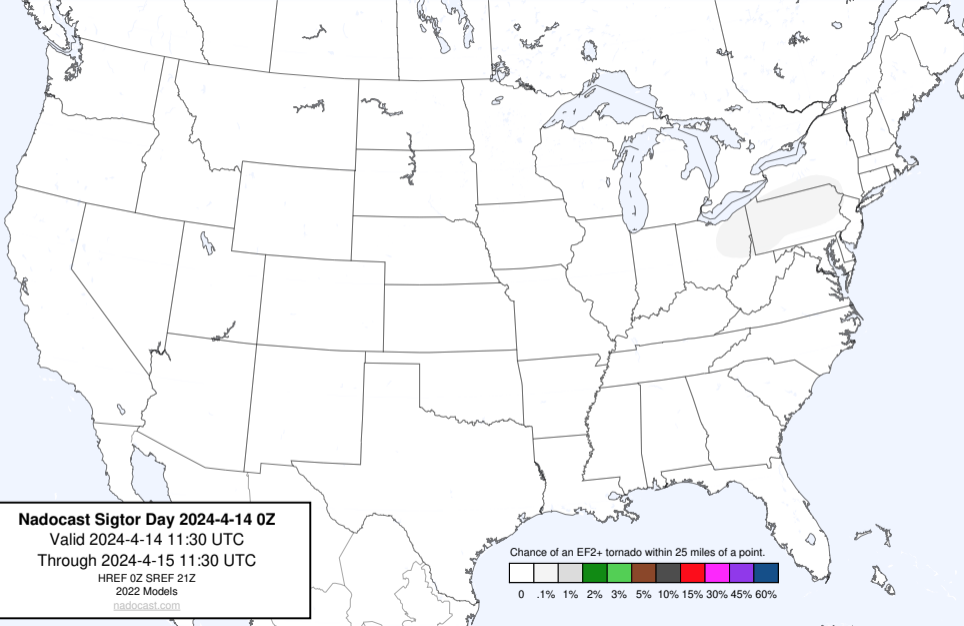 Nadocast Sigtor Day 2024-4-14 0Z
Valid 2024-4-14 11:30 UTC
Through 2024-4-15 11:30 UTC
HREF 0Z SREF 21Z
2022 Models
nadocast.com
Chance of an EF2+ tornado within 25 miles of a point.
0 .1% 1% 2% 3% 5% 10% 15% 30% 45% 60%